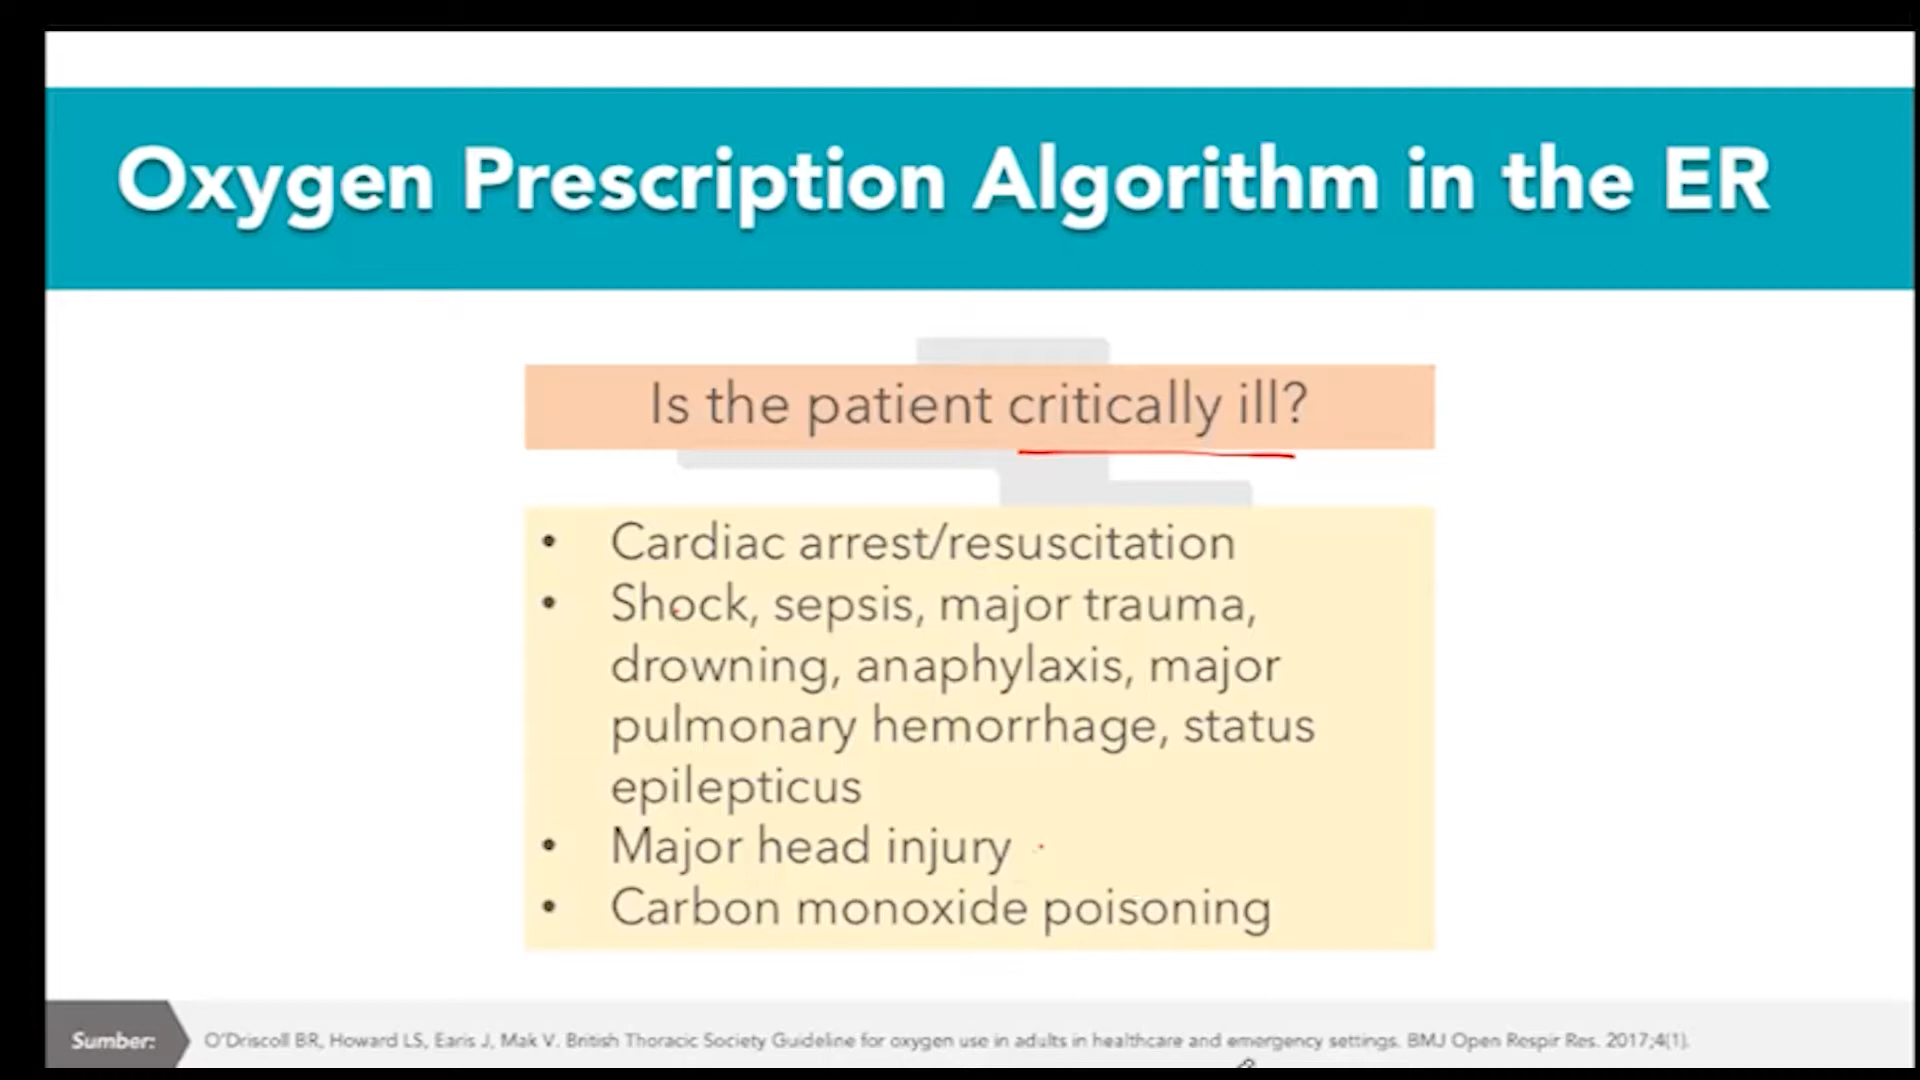 Oxygen Prescription Algorithm in the ER
Is the patient critically ill?
• Cardiac arrest/resuscitation
• Shock, sepsis, major trauma,
drowning, anaphylaxis, major
pulmonary hemorrhage, status
epilepticus
• Major head injury
• Carbon monoxide poisoning
Sumber:
O'Driscoll BR, Howard LS, Earis J, Mak V. British Thoracic Society Guideline for oxygen use in adults in healthcare and emergency settings. BMJ Open Respir Res. 2017;4(1).